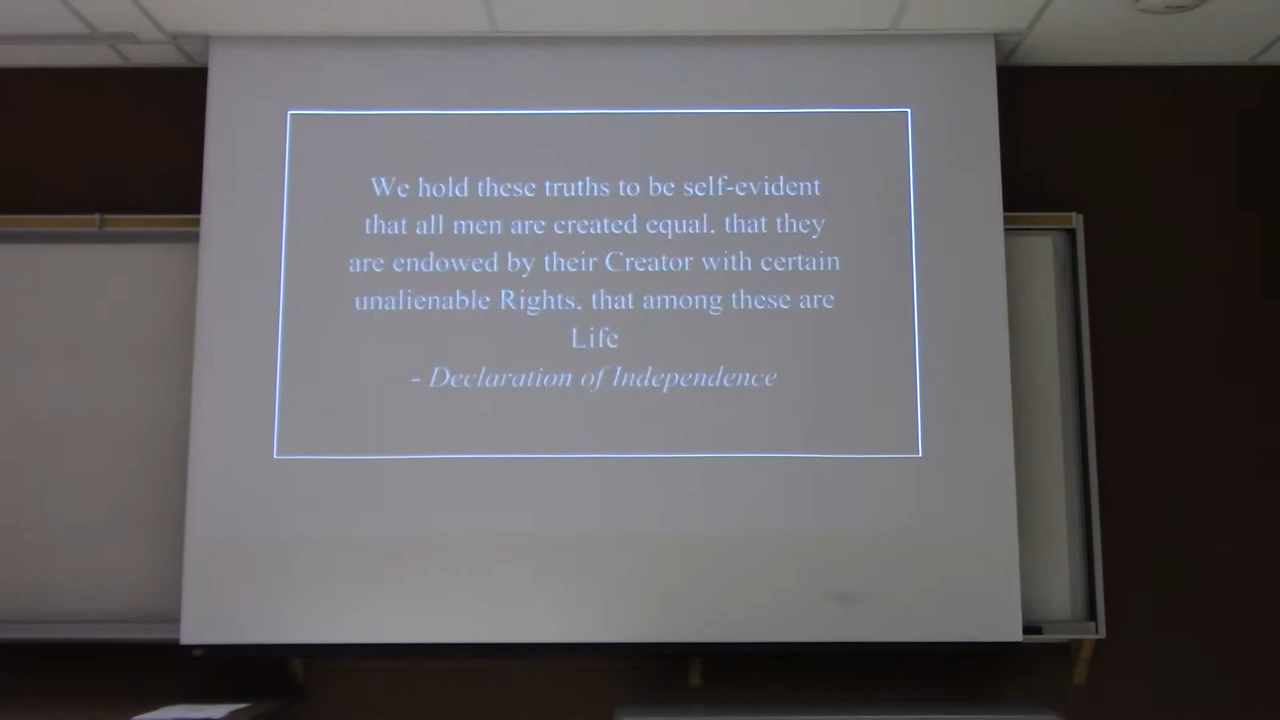 We hold these truths to be self-evident
that all men are created equal, that they
are endowed by their Creator with certain
unalienable Rights, that among these are
Life
- Declaration of Independence